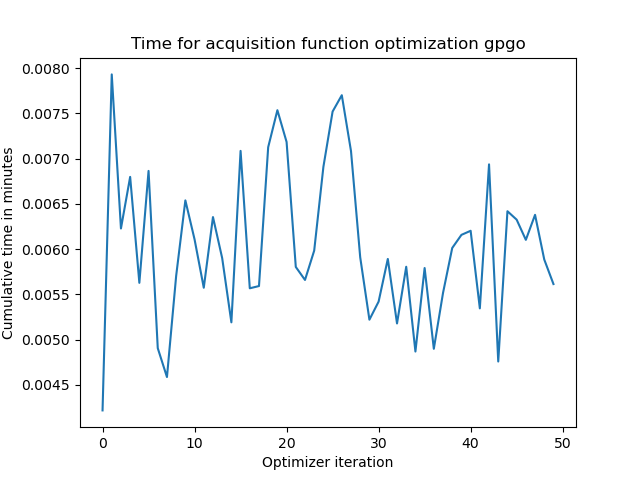 Time for acquisition function optimization gpgo
Cumulative time in minutes
0.0080
0.0075
0.0070
0.0065
0.0060
0.0055
0.0050
0.0045
0 10 20 30 40 50
Optimizer iteration